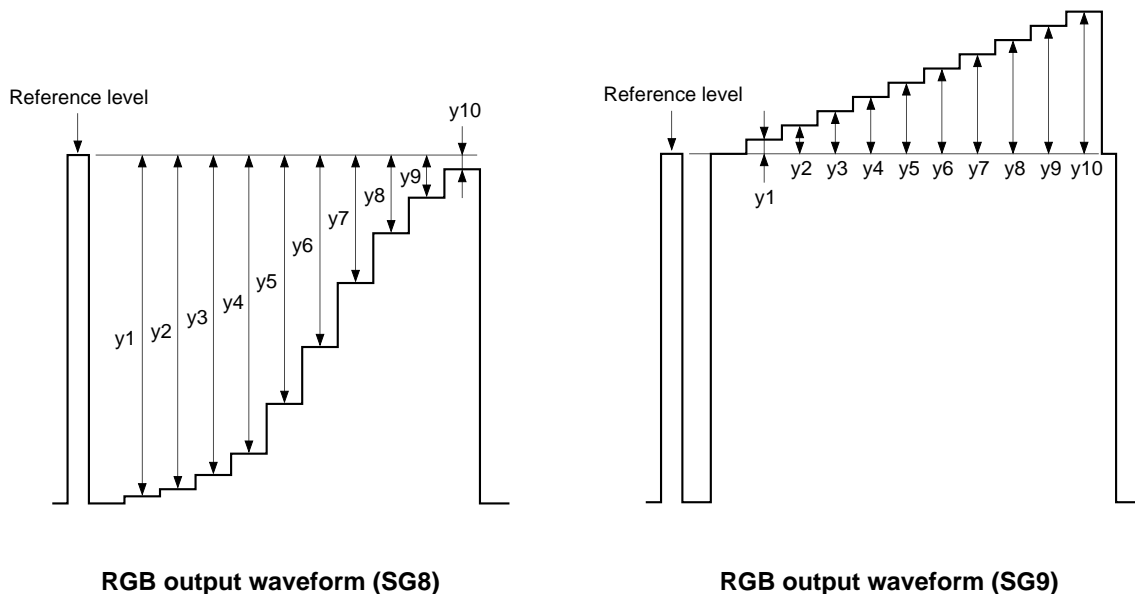 Reference level
y10
y9
y8
y7
y6
y5
y4
y3
y2
y1
RGB output waveform (SG8)
Reference level
y1
y2
y3
y4
y5
y6
y7
y8
y9
y10
RGB output waveform (SG9)